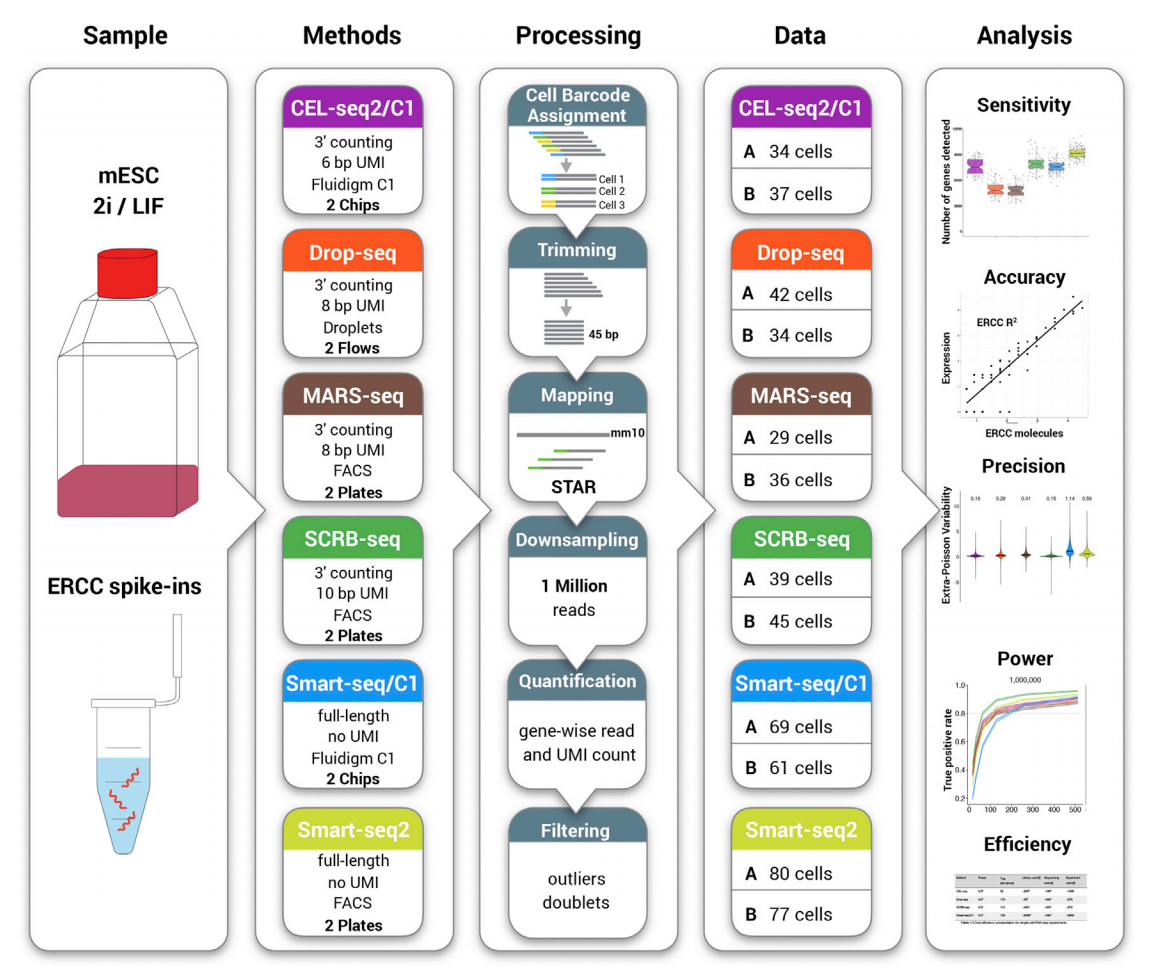 Sample
Methods
Processing
Data
Analysis
mESC
2i / LIF
ERCC spike-ins
CEL-seq2/C1
3' counting
6 bp UMI
Fluidigm C1
2 Chips
Drop-seq
3' counting
8 bp UMI
Droplets
2 Flows
MARS-seq
3' counting
8 bp UMI
FACS
2 Plates
SCRB-seq
3' counting
10 bp UMI
FACS
2 Plates
Smart-seq/C1
full-length
no UMI
Fluidigm C1
2 Chips
Smart-seq2
full-length
no UMI
FACS
2 Plates
Cell Barcode
Assignment
Cell 1
Cell 2
Cell 3
Trimming
45 bp
Mapping
mm10
STAR
Downsampling
1 Million
reads
Quantification
gene-wise read
and UMI count
Filtering
outliers
doublets
CEL-seq2/C1
A 34 cells
B 37 cells
Drop-seq
A 42 cells
B 34 cells
MARS-seq
A 29 cells
B 36 cells
SCRB-seq
A 39 cells
B 45 cells
Smart-seq/C1
A 69 cells
B 61 cells
Smart-seq2
A 80 cells
B 77 cells
Sensitivity
Number of genes detected
Accuracy
ERCC R²
Expression
ERCC molecules
Precision
Extra-Poisson Variability
0.29 0.41
1.14
Power
1,000,000
True positive rate
1.0
0.8
0.6
0.4
0.2
0 100 200 300 400 500
Efficiency